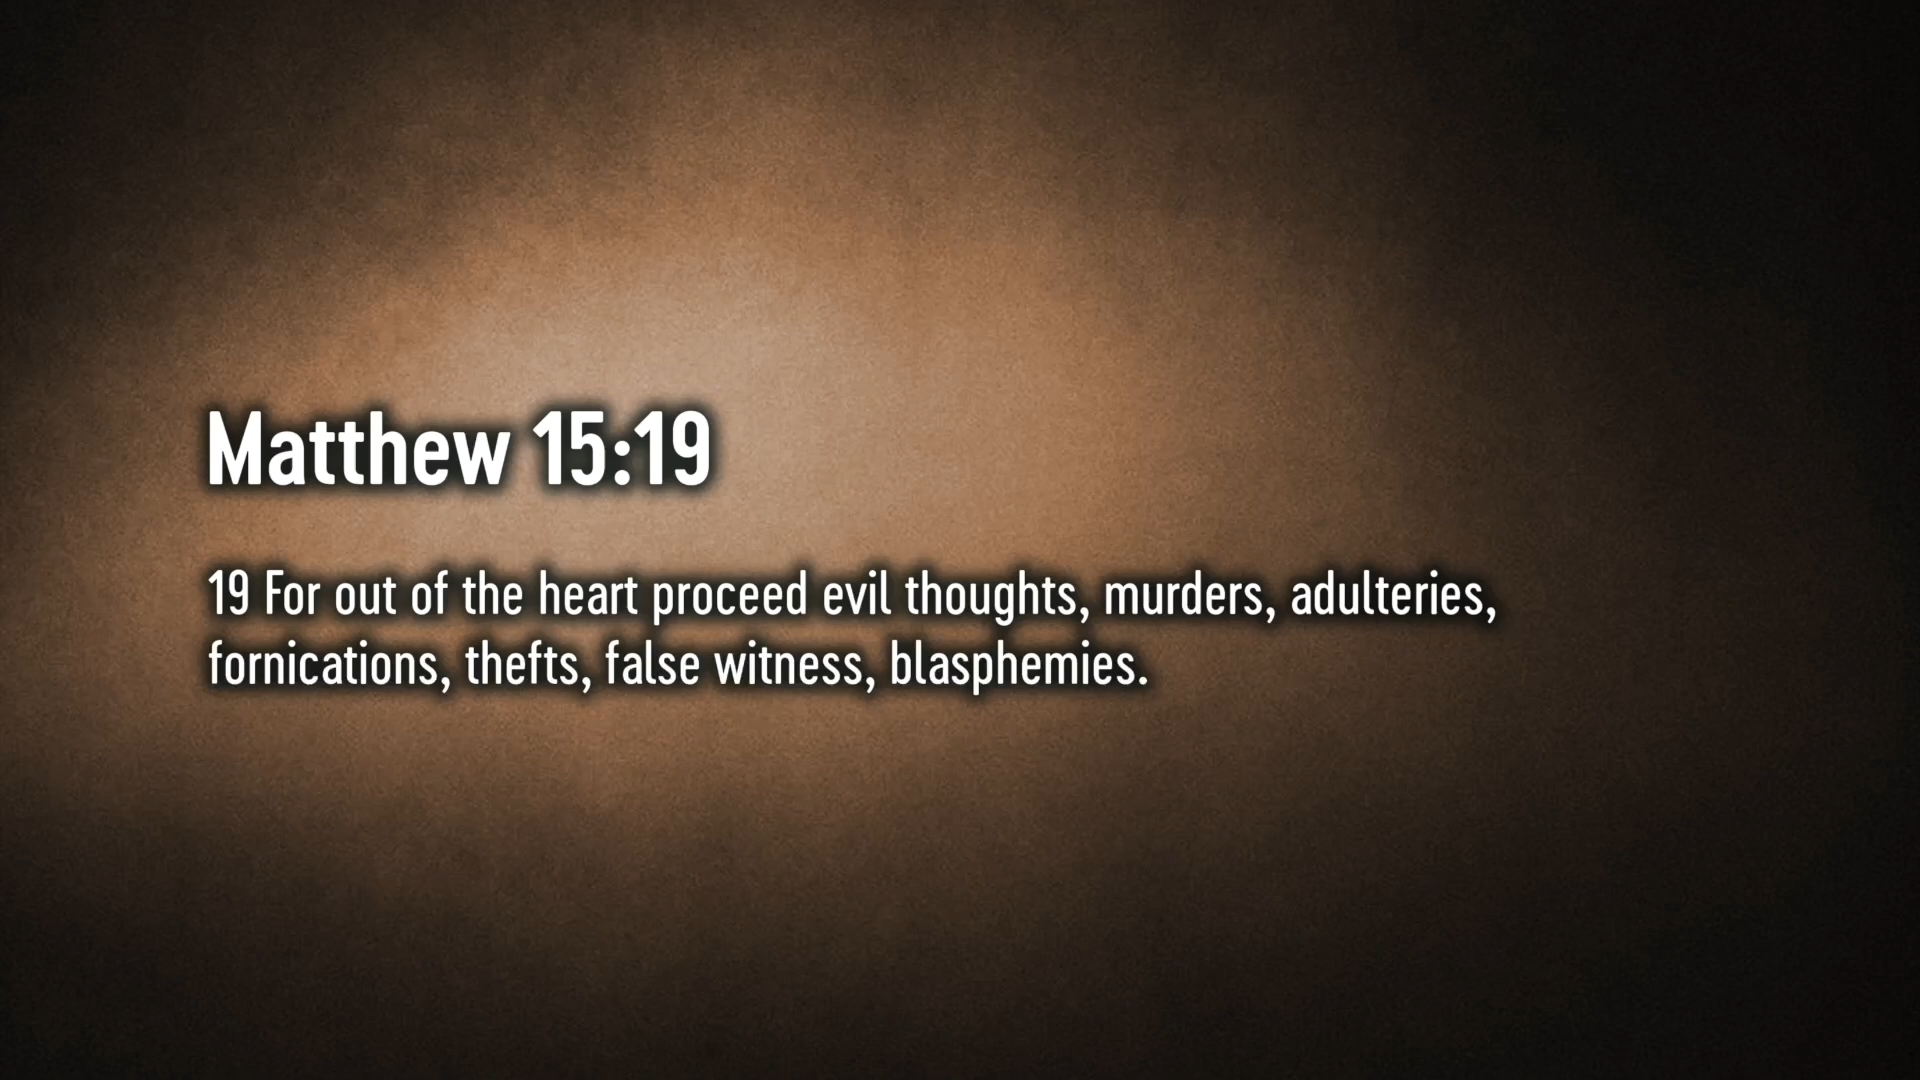 Matthew 15:19
19 For out of the heart proceed evil thoughts, murders, adulteries,
fornications, thefts, false witness, blasphemies.